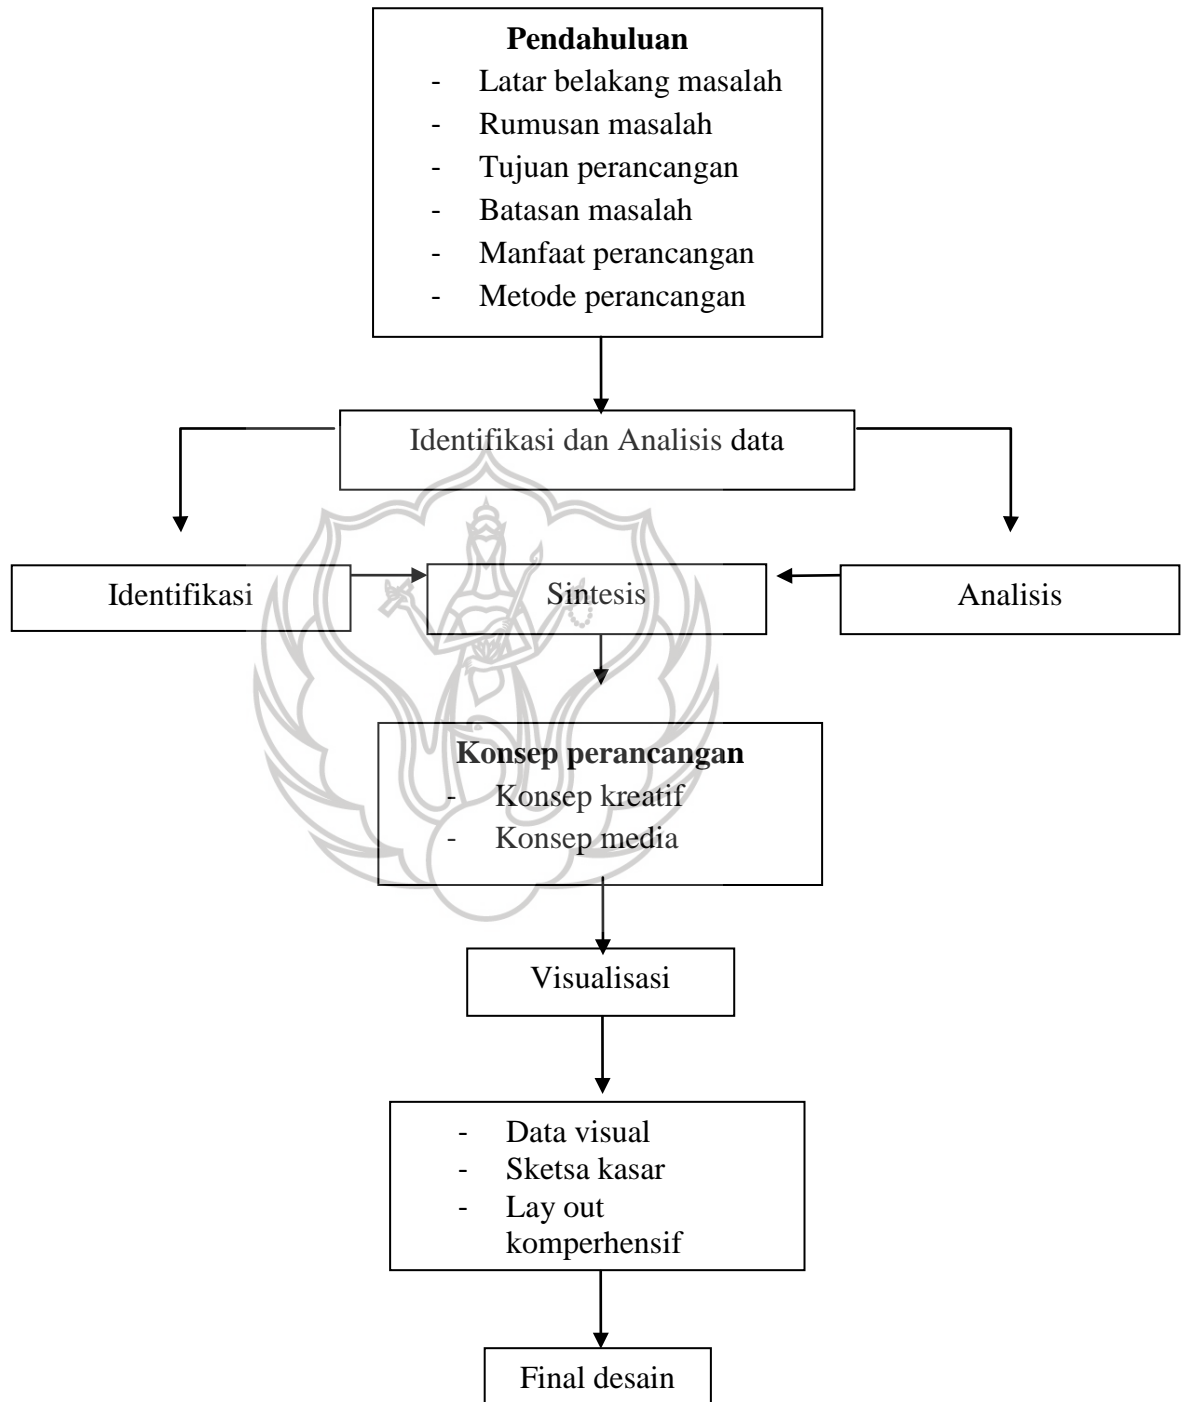 Pendahuluan
- Latar belakang masalah
- Rumusan masalah
- Tujuan perancangan
- Batasan masalah
- Manfaat perancangan
- Metode perancangan
Identifikasi dan Analisis data
Identifikasi
Sintesis
Analisis
Konsep perancangan
- Konsep kreatif
- Konsep media
Visualisasi
- Data visual
- Sketsa kasar
- Lay out
komperhensif
Final desain